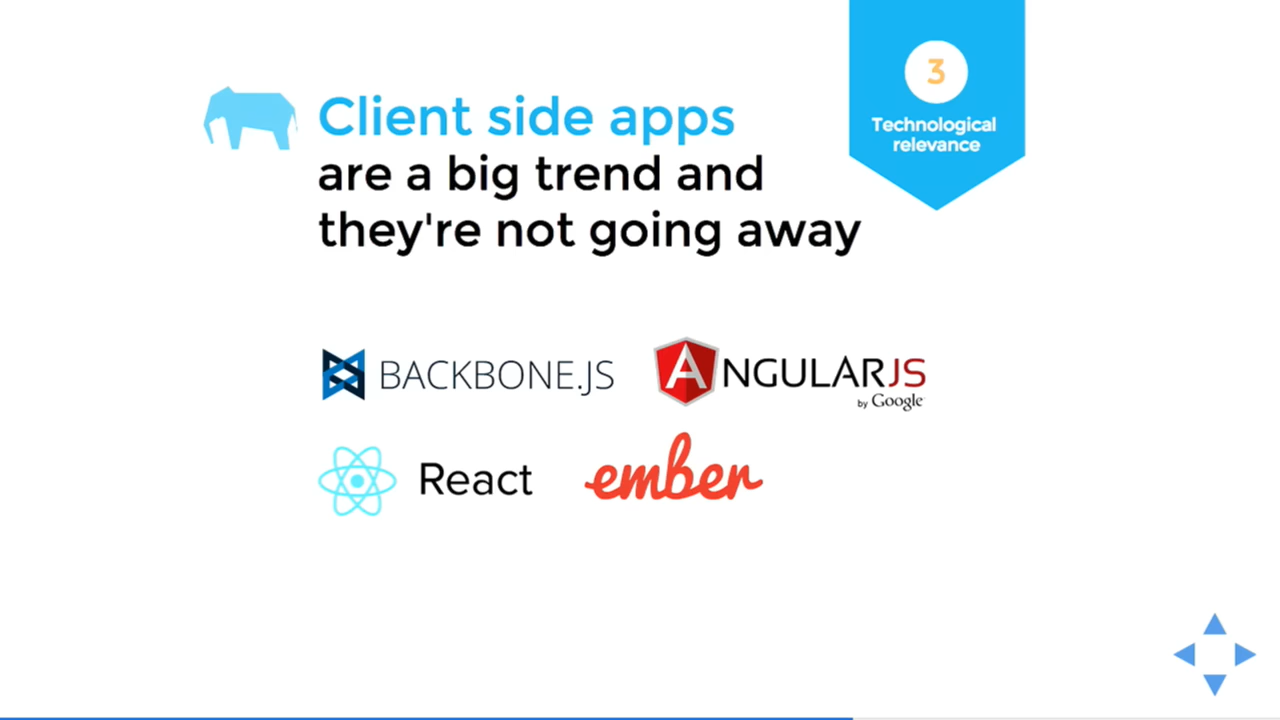 3
Technological
relevance
Client side apps
are a big trend and
they're not going away
BACKBONE.JS
ANGULARJS
by Google
React
ember